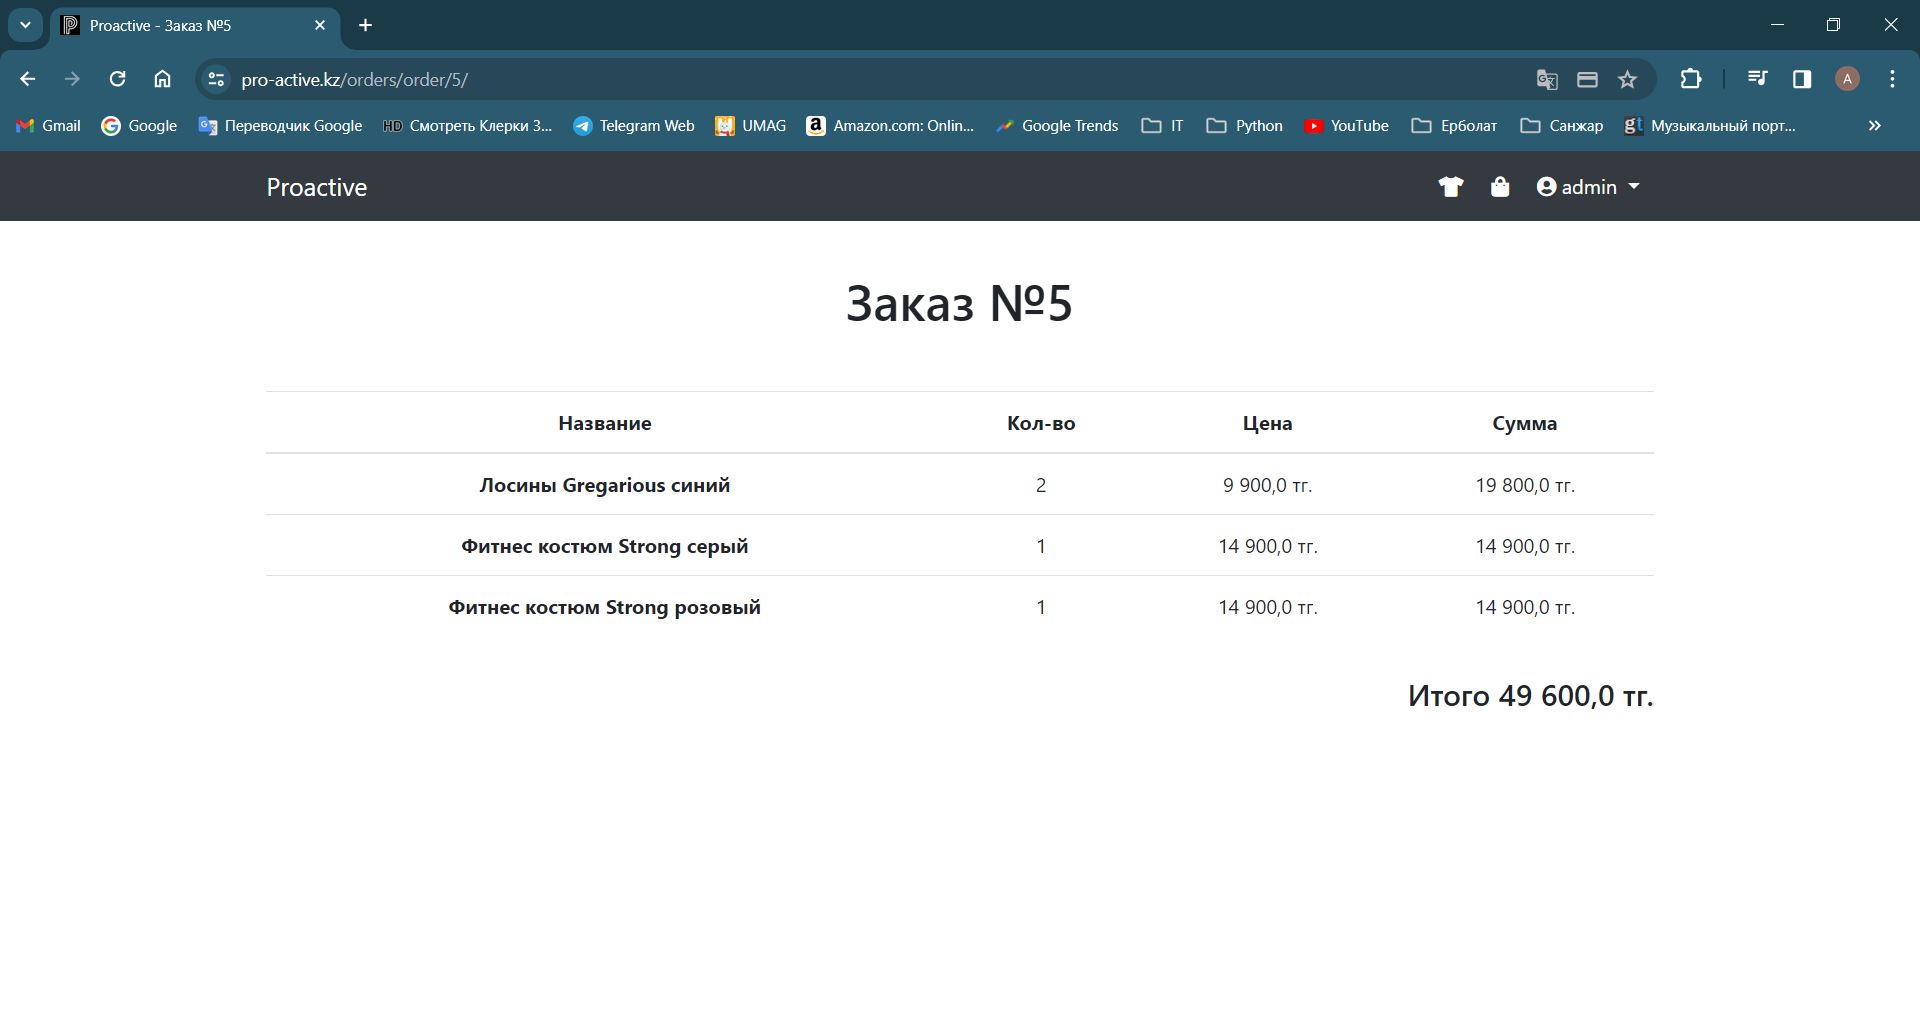 Proactive - Заказ №5
pro-active.kz/orders/order/5/
A
Gmail Google Переводчик Google HD Смотреть Клерки 3... Telegram Web UMAG Amazon.com: Onlin... Google Trends IT Python YouTube Ерболат Санжар Музыкальный порт...
Proactive admin
Заказ №5
Название Кол-во Цена Сумма
Лосины Gregarious синий 2 9 900,0 тг. 19 800,0 тг.
Фитнес костюм Strong серый 1 14 900,0 тг. 14 900,0 тг.
Фитнес костюм Strong розовый 1 14 900,0 тг. 14 900,0 тг.
Итого 49 600,0 тг.